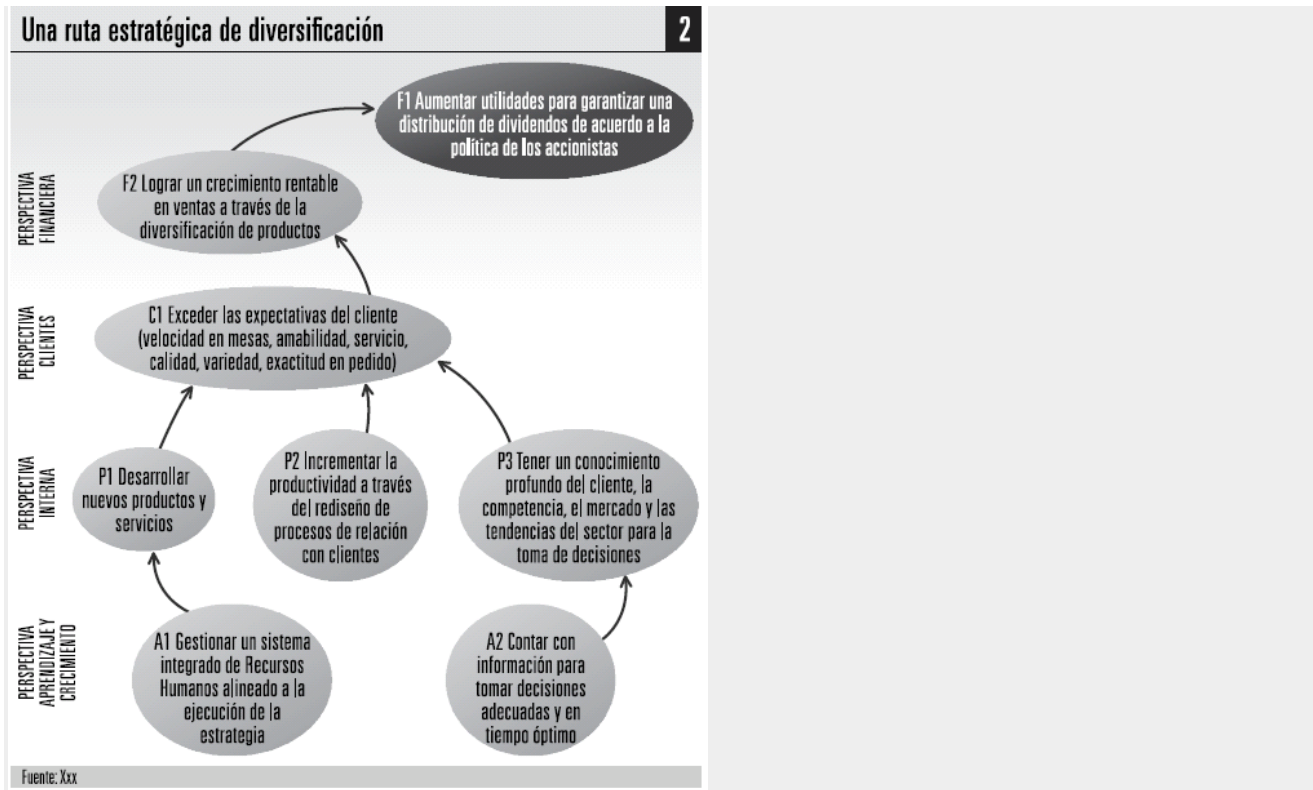 Una ruta estratégica de diversificación
2
F1 Aumentar utilidades para garantizar una
distribución de dividendos de acuerdo a la
política de los accionistas
PERSPECTIVA
FINANCIERA
F2 Lograr un crecimiento rentable
en ventas a través de la
diversificación de productos
PERSPECTIVA
CLIENTES
C1 Exceder las expectativas del cliente
(velocidad en mesas, amabilidad, servicio,
calidad, variedad, exactitud en pedido)
PERSPECTIVA
INTERNA
P1 Desarrollar
nuevos productos y
servicios
P2 Incrementar la
productividad a través
del rediseño de
procesos de relación
con clientes
P3 Tener un conocimiento
profundo del cliente, la
competencia, el mercado y las
tendencias del sector para la
toma de decisiones
PERSPECTIVA
APRENDIZAJE Y
CRECIMIENTO
A1 Gestionar un sistema
integrado de Recursos
Humanos alineado a la
ejecución de la
estrategia
A2 Contar con
información para
tomar decisiones
adecuadas y en
tiempo óptimo
Fuente: Xxx